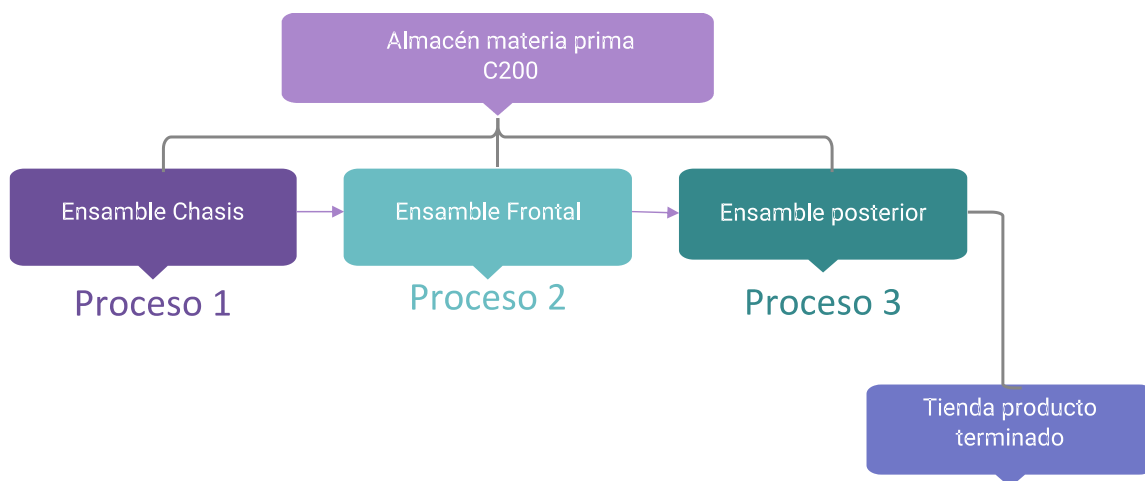 Almacén materia prima
C200
Ensamble Chasis
Ensamble Frontal
Ensamble posterior
Proceso 1
Proceso 2
Proceso 3
Tienda producto
terminado